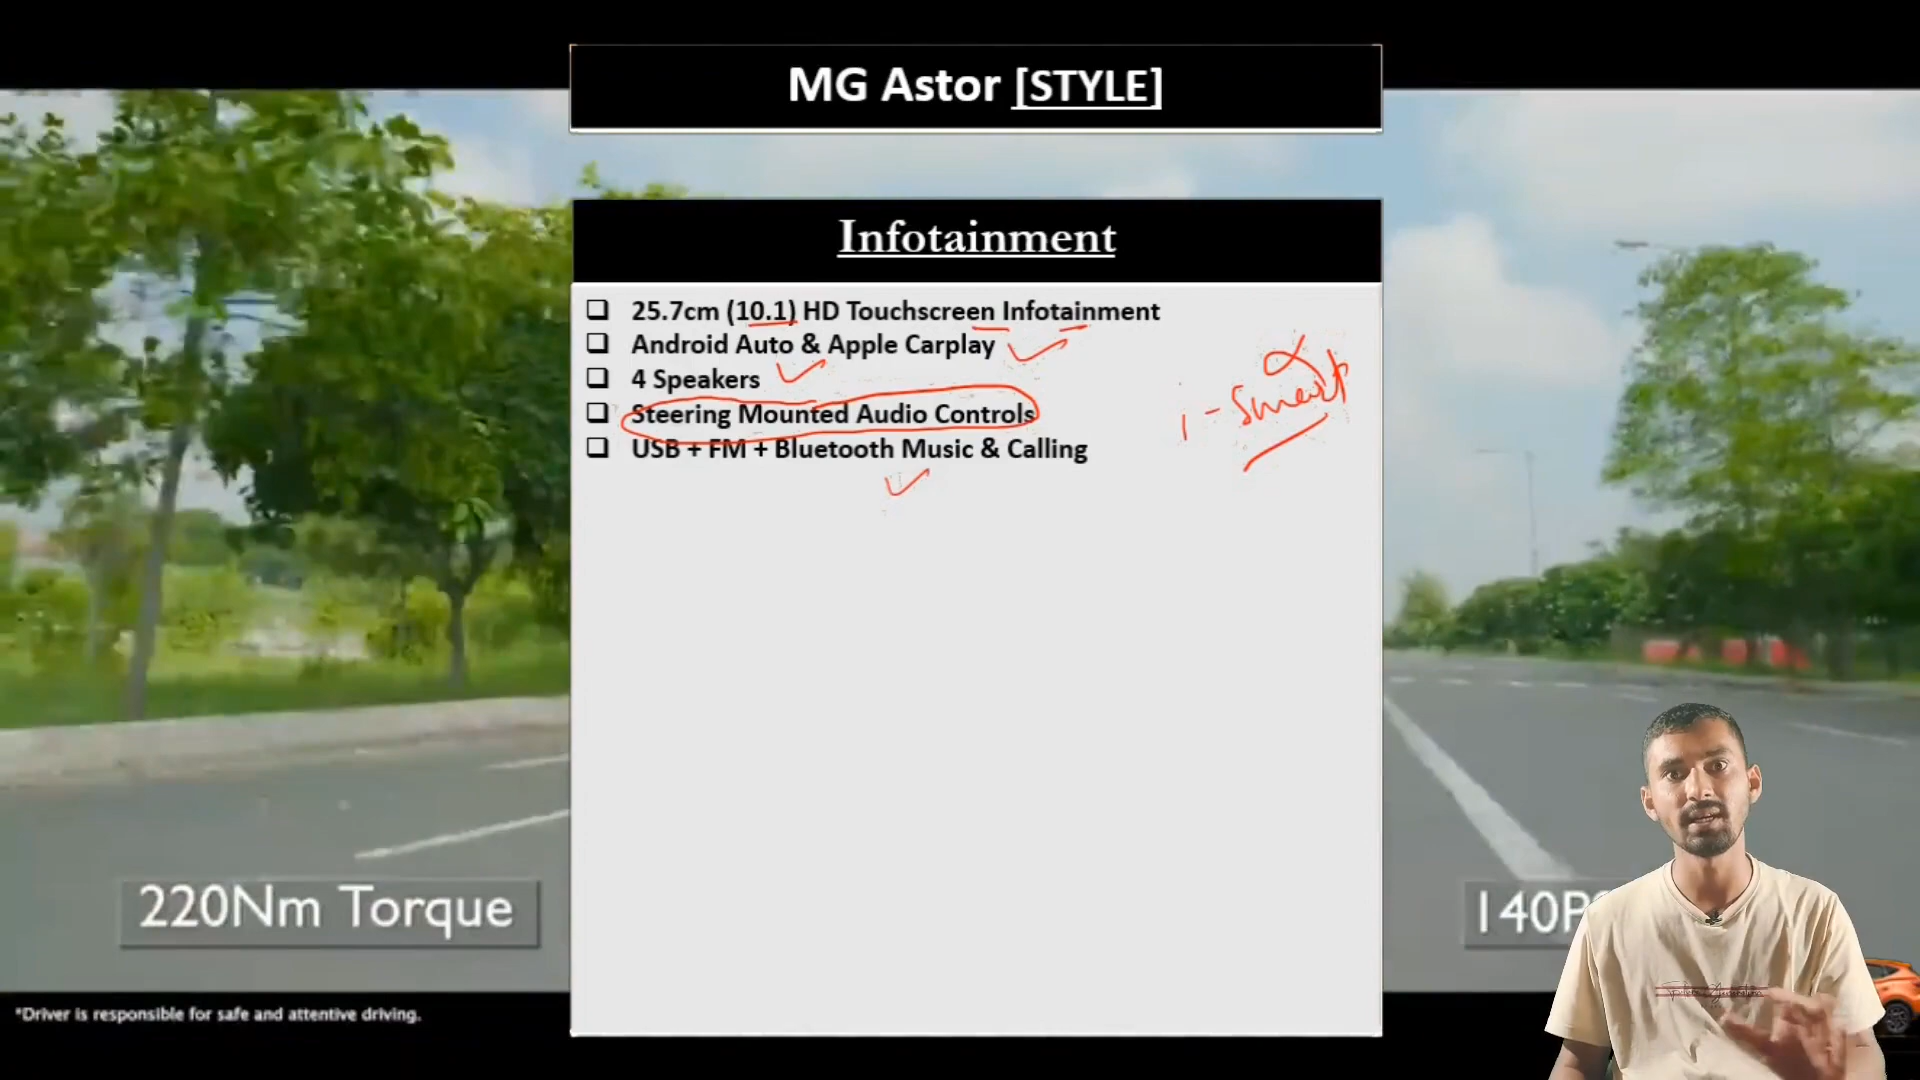 MG Astor [STYLE]
Infotainment
25.7cm (10.1) HD Touchscreen Infotainment
Android Auto & Apple Carplay
4 Speakers
Steering Mounted Audio Controls
USB + FM + Bluetooth Music & Calling
i-Smart
220Nm Torque
140P
*Driver is responsible for safe and attentive driving.